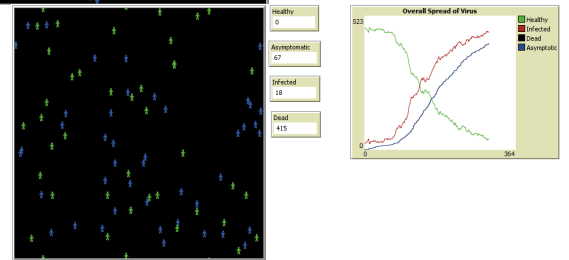 Healthy
0
Asymptomatic
67
Infected
18
Dead
415
Overall Spread of Virus
523
0
0
364
Healthy
Infected
Dead
Asymptotic